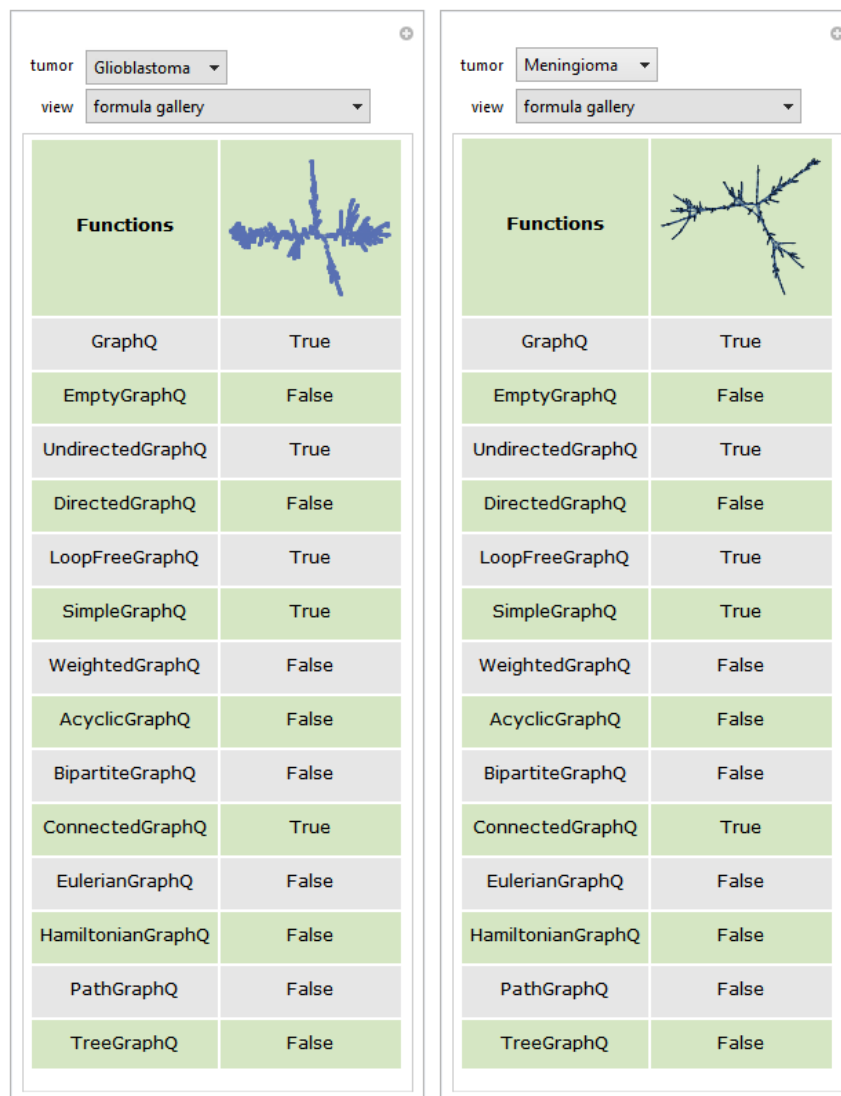 tumor Glioblastoma
view formula gallery
Functions
GraphQ True
EmptyGraphQ False
UndirectedGraphQ True
DirectedGraphQ False
LoopFreeGraphQ True
SimpleGraphQ True
WeightedGraphQ False
AcyclicGraphQ False
BipartiteGraphQ False
ConnectedGraphQ True
EulerianGraphQ False
HamiltonianGraphQ False
PathGraphQ False
TreeGraphQ False
tumor Meningioma
view formula gallery
Functions
GraphQ True
EmptyGraphQ False
UndirectedGraphQ True
DirectedGraphQ False
LoopFreeGraphQ True
SimpleGraphQ True
WeightedGraphQ False
AcyclicGraphQ False
BipartiteGraphQ False
ConnectedGraphQ True
EulerianGraphQ False
HamiltonianGraphQ False
PathGraphQ False
TreeGraphQ False